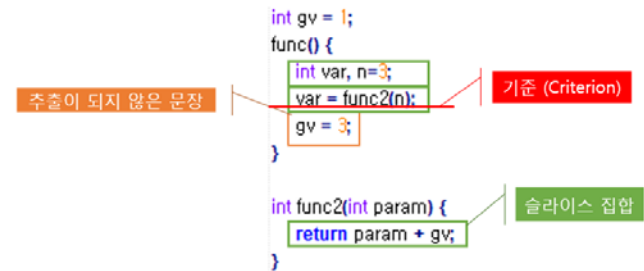 int gv = 1;
func() {
int var, n=3;
var = func2(n);
gv = 3;
}
int func2(int param) {
return param + gv;
}
추출이 되지 않은 문장
기준 (Criterion)
슬라이스 집합